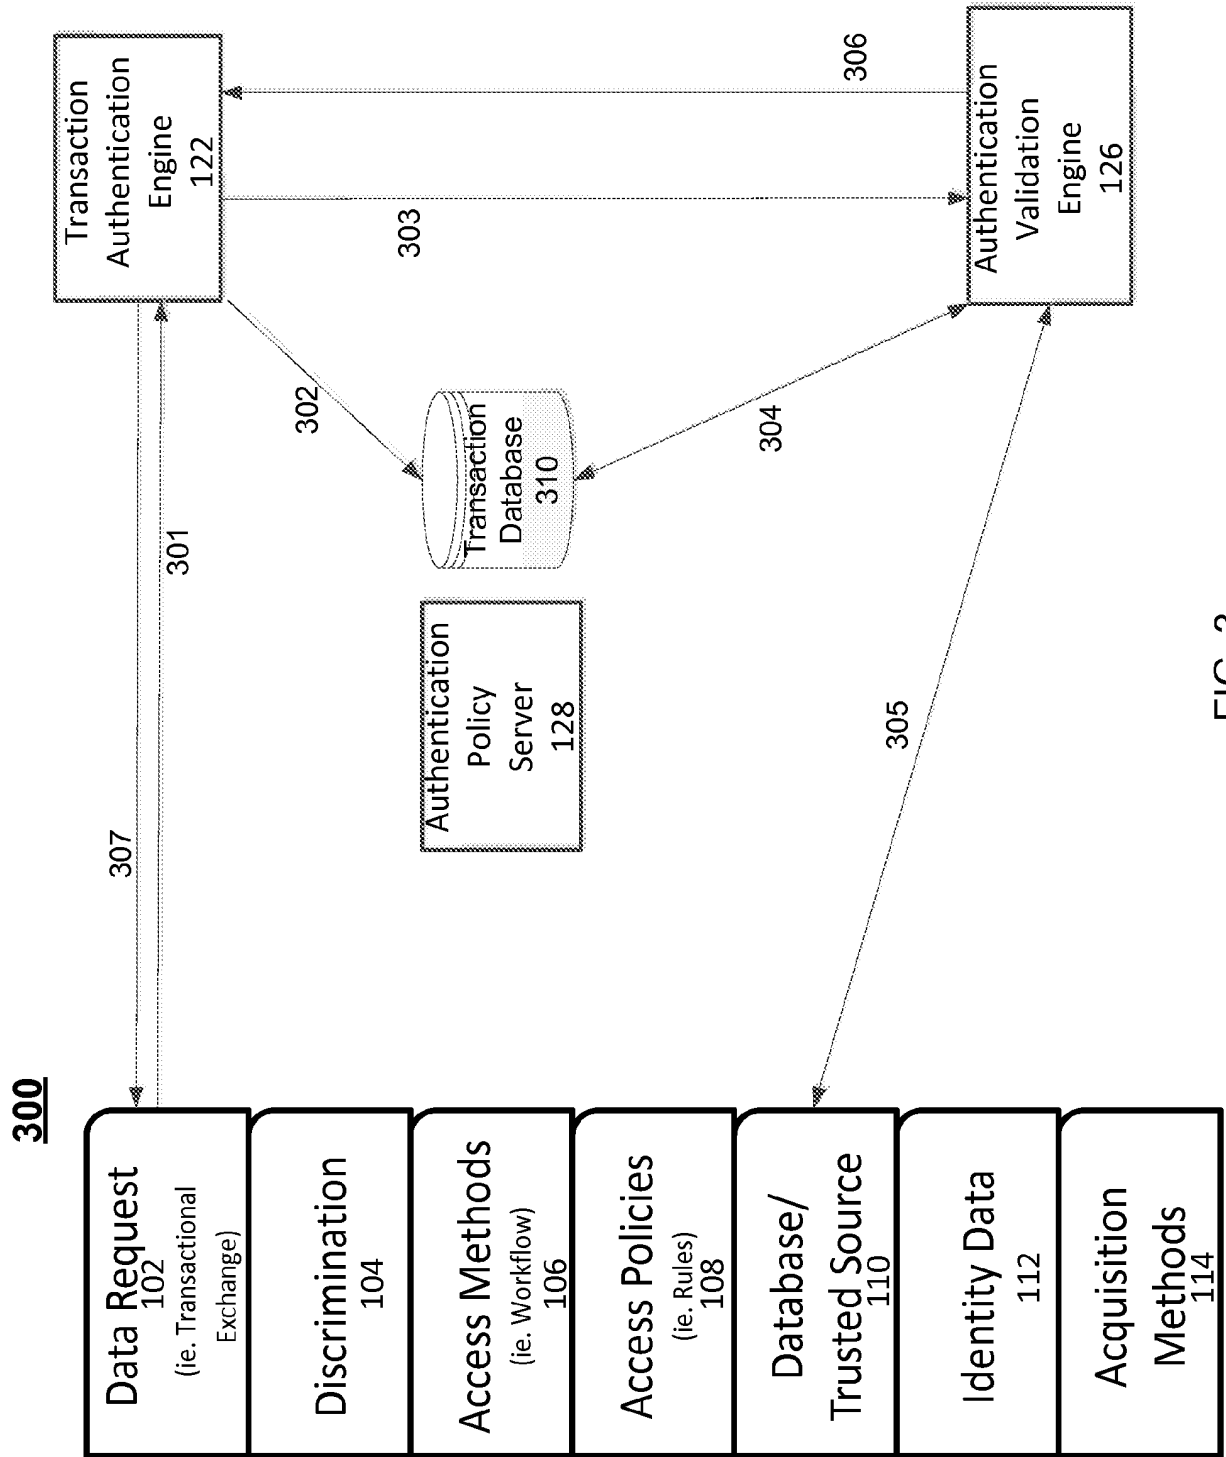 300
Data Request
102
(ie. Transactional
Exchange)
Discrimination
104
Access Methods
(ie. Workflow)
106
Access Policies
(ie. Rules)
108
Database/
Trusted Source
110
Identity Data
112
Acquisition
Methods
114
307
301
302
303
304
305
306
Transaction
Authentication
Engine
122
Transaction
Database
310
Authentication
Policy
Server
128
Authentication
Validation
Engine
126
FIG. 3